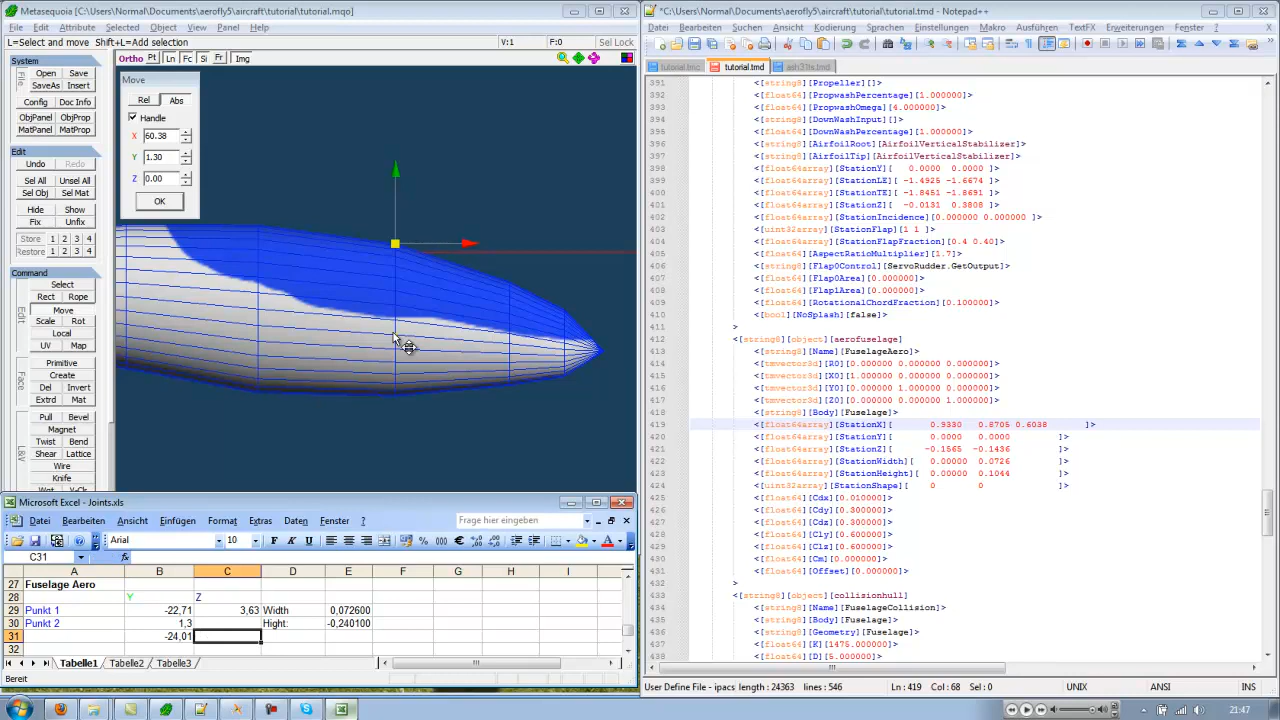 Metasequoia [C:\Users\Normal\Documents\aerofly5\aircraft\tutorial\tutorial.mqo]
File Edit Attribute Selected Object View Panel Help
L=Select and move Shift+L=Add selection V:1 F:0 Sel Lock
System Ortho Pt Ln Fc Si Fr Img
File
Open Save
SaveAs Insert
Config Doc Info
ObjPanel ObjProp
MatPanel MatProp
Edit
Undo Redo
Sel All Unsel All
Sel Obj Sel Mat
Hide Show
Fix Unfix
Store 1 2 3 4
Restore 1 2 3 4
Command
Select
Edit
Rect Rope
Move
Scale Rot
Local
UV Map
Primitive
Face
Create
Del Invert
Extrd Mat
Pull Bevel
Magnet
Twist Bend
Shear Lattice
Wire
Knife
Move
Rel Abs
Handle
X 60.38
Y 1.30
Z 0.00
OK
Microsoft Excel - Joints.xls
Datei Bearbeiten Ansicht Einfügen Format Extras Daten Fenster ? Frage hier eingeben
Arial 10 F K U
C31 fx
A B C D E F G H I
27 Fuselage Aero
28 Y Z
29 Punkt 1 -22,71 3,63 Width 0,072600
30 Punkt 2 1,3 Hight: -0,240100
31 -24,01
32
Tabelle1 Tabelle2 Tabelle3
Bereit
*C:\Users\Normal\Documents\aerofly5\aircraft\tutorial\tutorial.tmd - Notepad++
Datei Bearbeiten Suchen Ansicht Kodierung Sprachen Einstellungen Makro Ausführen TextFX Erweiterungen Fenster ? X
tutorial.tmc tutorial.tmd ash31ts.tmd
391 <[string8][Propeller][]>
392 <[float64][PropwashPercentage][1.000000]>
393 <[float64][PropwashOmega][4.000000]>
394 <[string8][DownWashInput][]>
395 <[float64][DownWashPercentage][1.000000]>
396 <[string8][AirfoilRoot][AirfoilVerticalStabilizer]>
397 <[string8][AirfoilTip][AirfoilVerticalStabilizer]>
398 <[float64array][StationY][ 0.0000 0.0000 ]>
399 <[float64array][StationLE][ -1.4925 -1.6674 ]>
400 <[float64array][StationTE][ -1.8451 -1.8691 ]>
401 <[float64array][StationZ][ -0.0131 0.3808 ]>
402 <[float64array][StationIncidence][0.000000 0.000000 ]>
403 <[uint32array][StationFlap][1 1 ]>
404 <[float64array][StationFlapFraction][0.4 0.40]>
405 <[float64][AspectRatioMultiplier][1.7]>
406 <[string8][Flap0Control][ServoRudder.GetOutput]>
407 <[float64][Flap0Area][0.000000]>
408 <[float64][Flap1Area][0.000000]>
409 <[float64][RotationalChordFraction][0.100000]>
410 <[bool][NoSplash][false]>
411 >
412 <[string8][object][aerofuselage]
413 <[string8][Name][FuselageAero]>
414 <[tmvector3d][R0][0.000000 0.000000 0.000000]>
415 <[tmvector3d][X0][1.000000 0.000000 0.000000]>
416 <[tmvector3d][Y0][0.000000 1.000000 0.000000]>
417 <[tmvector3d][Z0][0.000000 0.000000 1.000000]>
418 <[string8][Body][Fuselage]>
419 <[float64array][StationX][ 0.9330 0.8705 0.6038 ]>
420 <[float64array][StationY][ 0.0000 0.0000 ]>
421 <[float64array][StationZ][ -0.1565 -0.1436 ]>
422 <[float64array][StationWidth][ 0.00000 0.0726 ]>
423 <[float64array][StationHeight][ 0.00000 0.1044 ]>
424 <[uint32array][StationShape][ 0 0 ]>
425 <[float64][Cdx][0.010000]>
426 <[float64][Cdy][0.300000]>
427 <[float64][Cdz][0.300000]>
428 <[float64][Cly][0.600000]>
429 <[float64][Clz][0.600000]>
430 <[float64][Cm][0.000000]>
431 <[float64][Offset][0.000000]>
432 >
433 <[string8][object][collisionhull]
434 <[string8][Name][FuselageCollision]>
435 <[string8][Body][Fuselage]>
436 <[string8][Geometry][Fuselage]>
437 <[float64][K][1475.000000]>
438 <[float64][D][5.000000]>
User Define File - ipacs length : 24363 lines : 546 Ln : 419 Col : 68 Sel : 0 UNIX ANSI INS
21:47